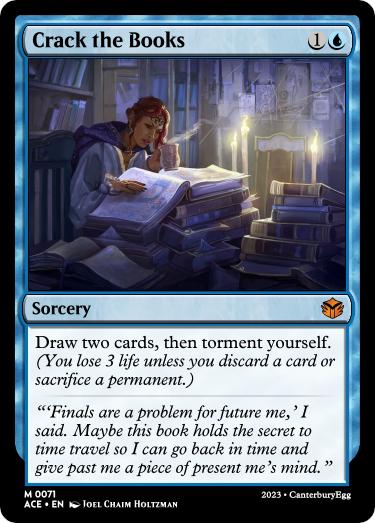 Crack the Books 1
Sorcery
Draw two cards, then torment yourself.
(You lose 3 life unless you discard a card or
sacrifice a permanent.)
“‘Finals are a problem for future me,’ I
said. Maybe this book holds the secret to
time travel so I can go back in time and
give past me a piece of present me’s mind.”
M 0071
2023 • CanterburyEgg
ACE • EN JOEL CHAIM HOLTZMAN